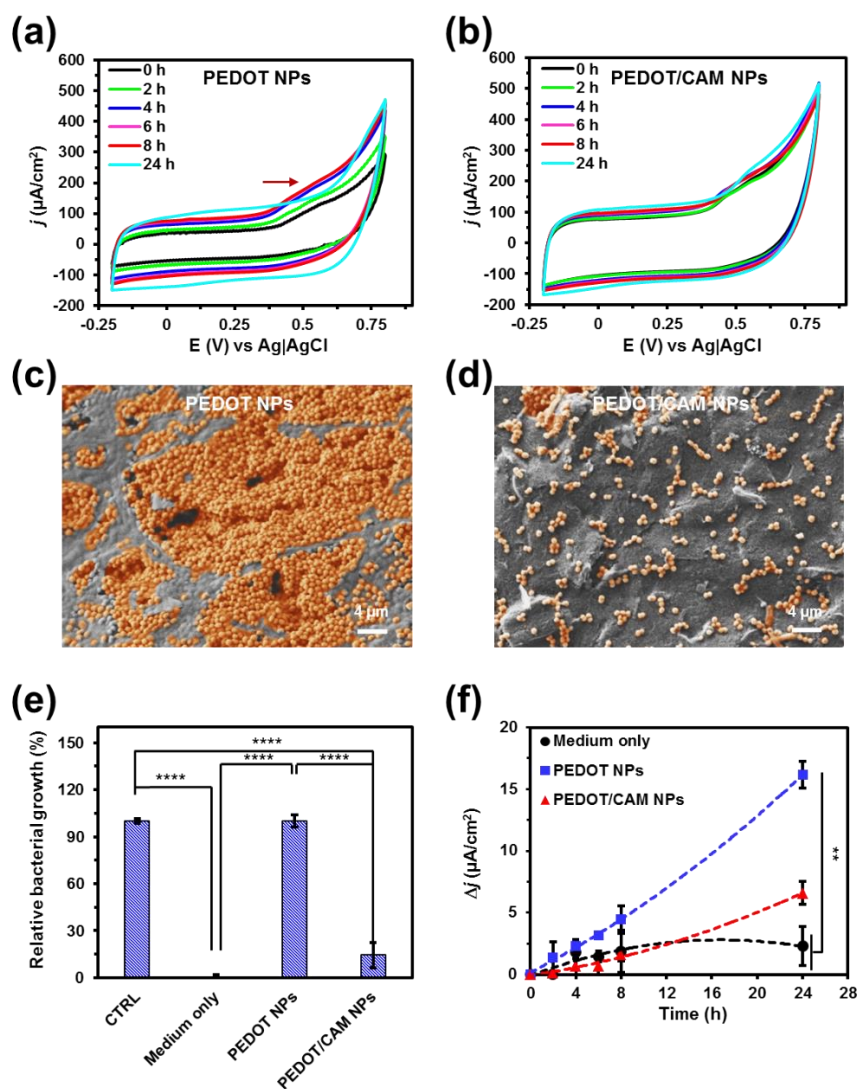 (a)
600
500
400
300
200
100
0
-100
-200
j (µA/cm²)
0 h
2 h
4 h
6 h
8 h
24 h
PEDOT NPs
-0.25 0 0.25 0.50 0.75
E (V) vs Ag|AgCl
(b)
600
500
400
300
200
100
0
-100
-200
j (µA/cm²)
0 h
2 h
4 h
6 h
8 h
24 h
PEDOT/CAM NPs
-0.25 0 0.25 0.50 0.75
E (V) vs Ag|AgCl
(c)
PEDOT NPs
4 µm
(d)
PEDOT/CAM NPs
4 µm
(e)
Relative bacterial growth (%)
150
120
90
60
30
0
****
****
****
****
CTRL
Medium only
PEDOT NPs
PEDOT/CAM NPs
(f)
Δj (µA/cm²)
20
15
10
5
0
Medium only
PEDOT NPs
PEDOT/CAM NPs
**
0 4 8 12 16 20 24 28
Time (h)